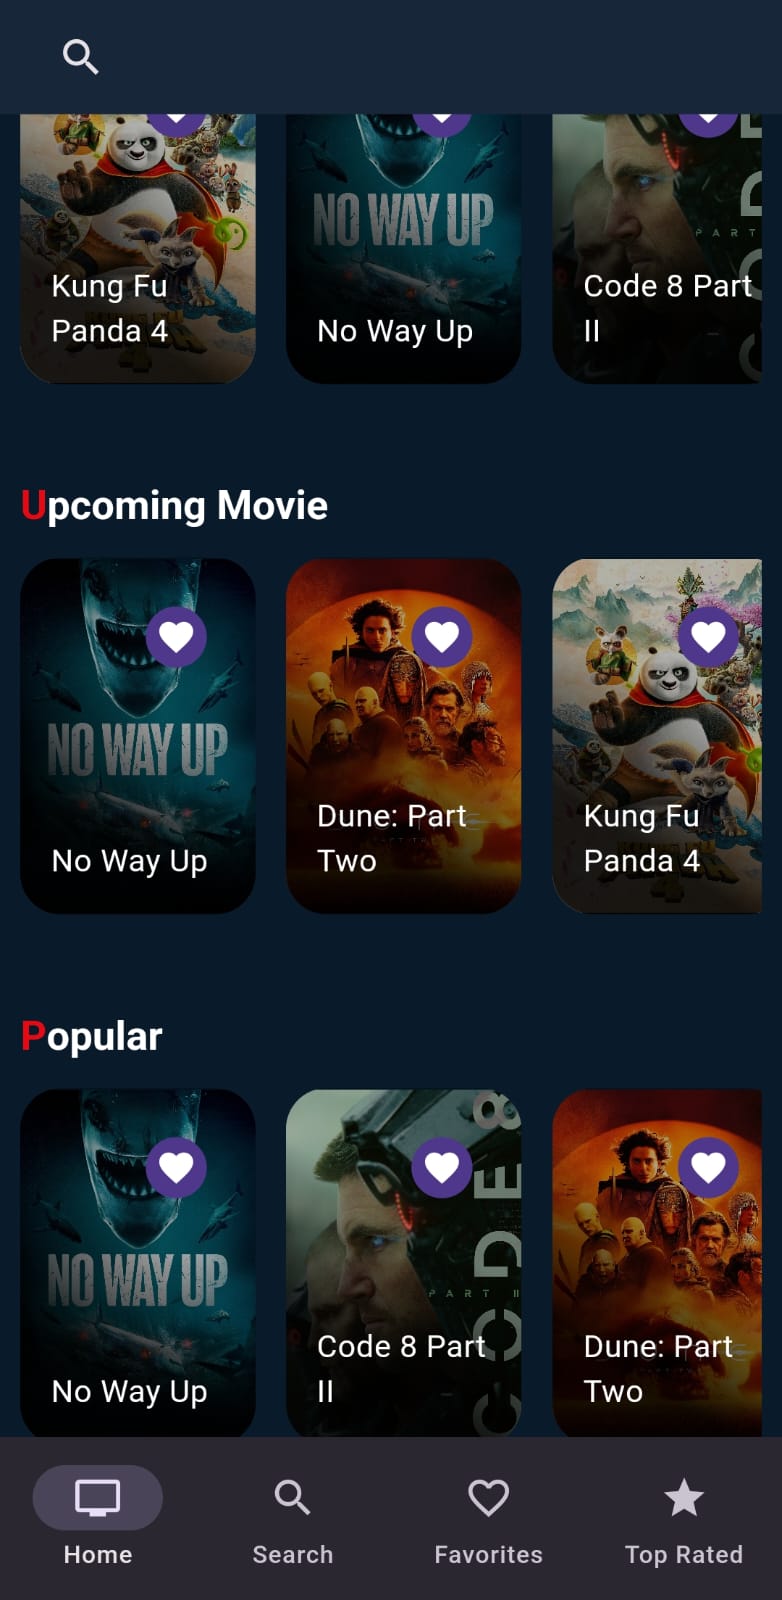 NO WAY UP
PART
Kung Fu
Panda 4
No Way Up
Code 8 Part
II
Upcoming Movie
NO WAY UP
Dune: Part
Two
Kung Fu
Panda 4
No Way Up
Popular
NO WAY UP
CODE 8
PART II
Code 8 Part
II
Dune: Part
Two
No Way Up
Home
Search
Favorites
Top Rated